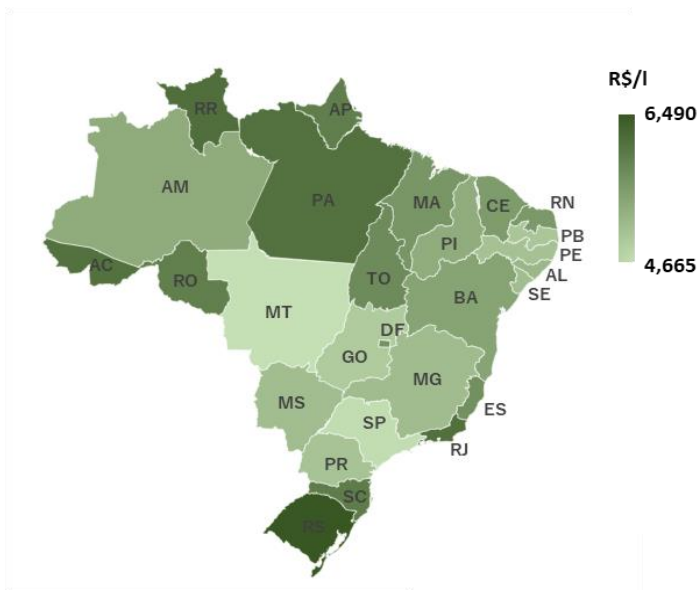 R$/l
6,490
4,665
RR
AP
AM
PA
MA
CE
RN
PB
PE
AL
SE
PI
AC
RO
TO
BA
MT
DF
GO
MG
MS
ES
SP
RJ
PR
SC
RS